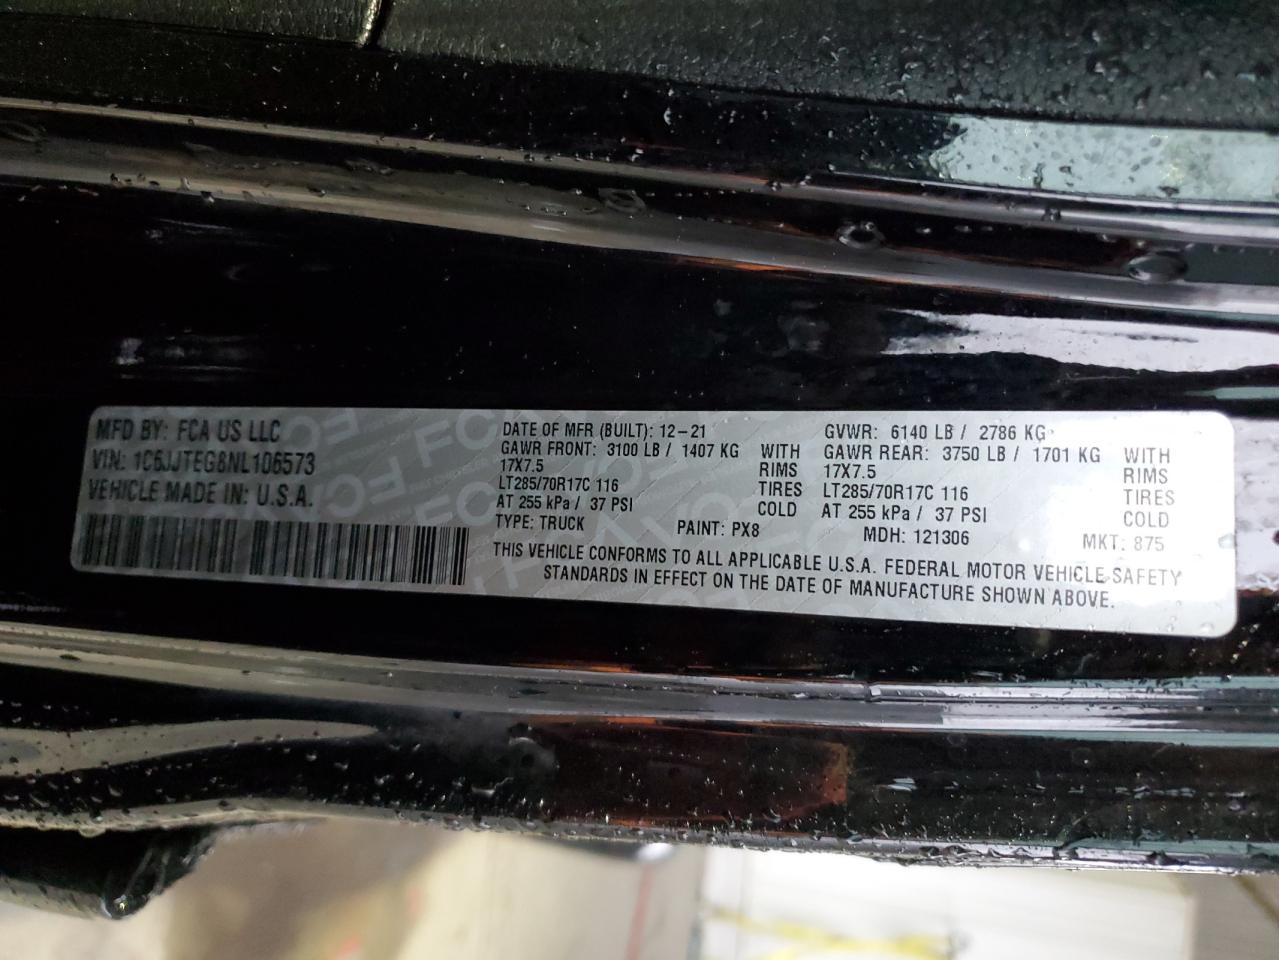 MFD BY: FCA US LLC
VIN: 1C6JJTEG8NL106573
VEHICLE MADE IN: U.S.A.
DATE OF MFR (BUILT): 12-21
GAWR FRONT: 3100 LB / 1407 KG WITH
17X7.5 RIMS
LT285/70R17C 116 TIRES
AT 255 kPa / 37 PSI COLD
TYPE: TRUCK PAINT: PX8
GVWR: 6140 LB / 2786 KG
GAWR REAR: 3750 LB / 1701 KG WITH
17X7.5 RIMS
LT285/70R17C 116 TIRES
AT 255 kPa / 37 PSI COLD
MDH: 121306 MKT: 875
THIS VEHICLE CONFORMS TO ALL APPLICABLE U.S.A. FEDERAL MOTOR VEHICLE SAFETY
STANDARDS IN EFFECT ON THE DATE OF MANUFACTURE SHOWN ABOVE.